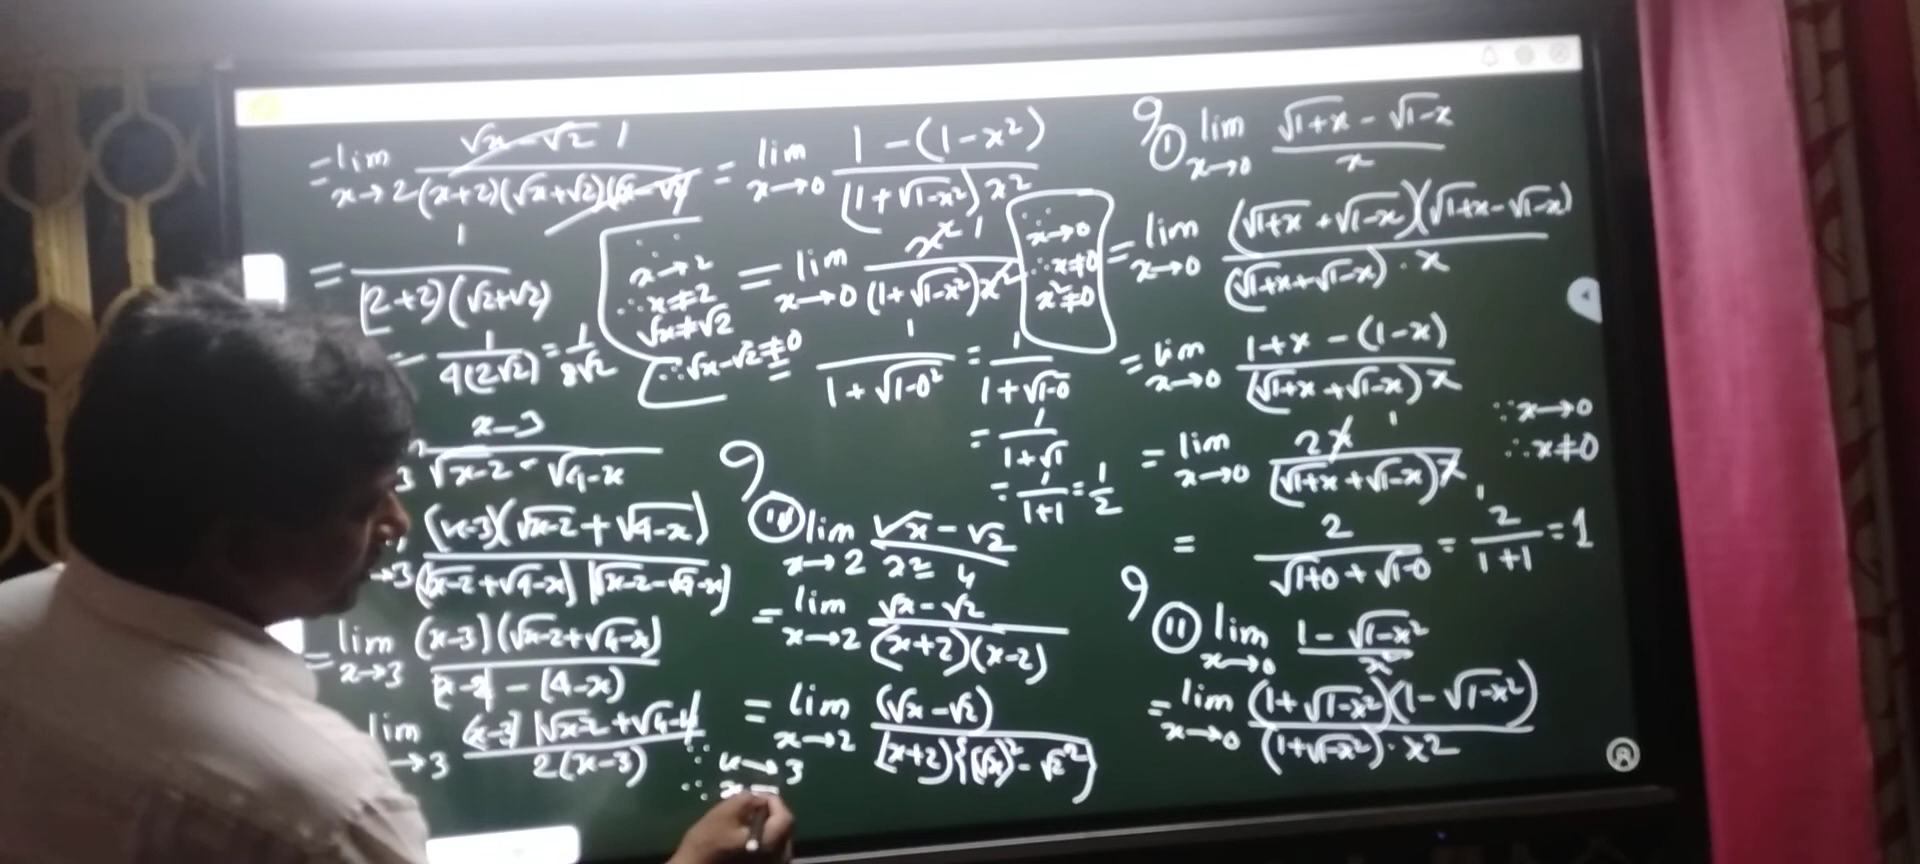 9 (i) lim x→0 (√1+x - √1-x) / x
= lim x→0 (√1+x + √1-x)(√1+x - √1-x) / (√1+x + √1-x) · x
= lim x→0 1+x - (1-x) / (√1+x + √1-x) x
= lim x→0 2x 1 / (√1+x + √1-x) x 1
∵ x→0
∴ x≠0
= 2 / √1+0 + √1-0 = 2 / 1+1 = 1
9 (ii) lim x→0 1 - √1-x² / x²
= lim x→0 (1 + √1-x²)(1 - √1-x²) / (1 + √1-x²) · x²
= lim x→0 1 - (1-x²) / (1 + √1-x²) x²
= lim x→0 x² 1 / (1 + √1-x²) x²
∵ x→0
∴ x≠0
x²≠0
= 1 / 1 + √1-0² = 1 / 1 + √1-0
= 1 / 1+√1
= 1 / 1+1 = 1/2
9 lim x→2 √x - √2 / x² - 4
= lim x→2 √x - √2 / (x+2)(x-2)
= lim x→2 (√x - √2) / (x+2){(√x)² - √2²}
= lim x→2 √x - √2 1 / (x+2)(√x+√2)(√x-√2)
= 1 / (2+2)(√2+√2)
∵ x→2
∴ x≠2
√x≠√2
∴ √x-√2≠0
= 1 / 4(2√2) = 1 / 8√2
3 x-3 / √x-2 - √4-x
→3 (x-3)(√x-2 + √4-x) / (√x-2 + √4-x)(√x-2 - √4-x)
= lim x→3 (x-3)(√x-2 + √4-x) / (x-2) - (4-x)
lim →3 (x-3)(√x-2 + √4-x) / 2(x-3)
∵ x→3
∴ x